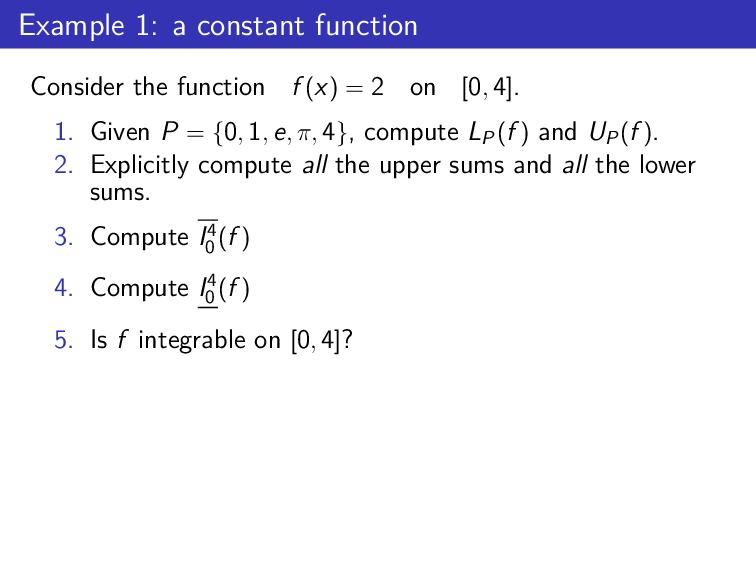 Example 1: a constant function
Consider the function f(x) = 2 on [0, 4].
1. Given P = {0, 1, e, π, 4}, compute L_P(f) and U_P(f).
2. Explicitly compute all the upper sums and all the lower
sums.
3. Compute \overline{I_0^4}(f)
4. Compute \underline{I_0^4}(f)
5. Is f integrable on [0, 4]?